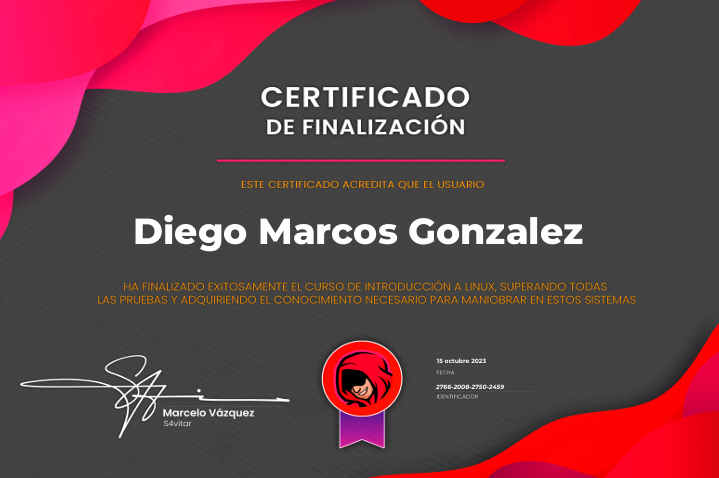 CERTIFICADO
DE FINALIZACIÓN
ESTE CERTIFICADO ACREDITA QUE EL USUARIO
Diego Marcos Gonzalez
HA FINALIZADO EXITOSAMENTE EL CURSO DE INTRODUCCIÓN A LINUX, SUPERANDO TODAS
LAS PRUEBAS Y ADQUIRIENDO EL CONOCIMIENTO NECESARIO PARA MANIOBRAR EN ESTOS SISTEMAS
Marcelo Vázquez
S4vitar
15 octubre 2023
FECHA
2766-2008-2750-2459
IDENTIFICADOR